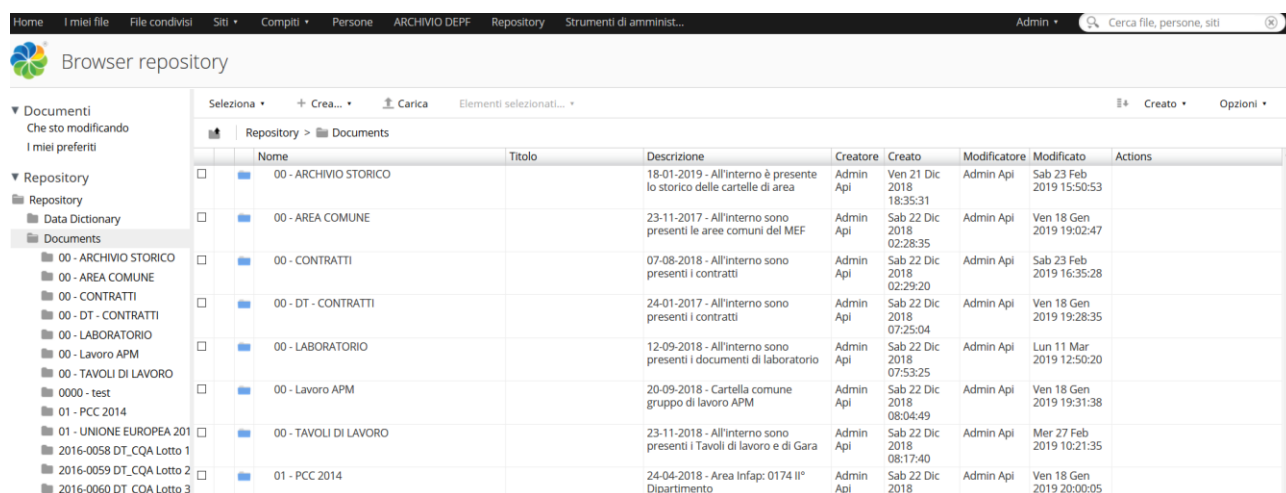 Home I miei file File condivisi Siti Compiti Persone ARCHIVIO DEPF Repository Strumenti di amminist... Admin Cerca file, persone, siti
Browser repository
Documenti
Che sto modificando
I miei preferiti
Repository
Repository
Data Dictionary
Documents
00 - ARCHIVIO STORICO
00 - AREA COMUNE
00 - CONTRATTI
00 - DT - CONTRATTI
00 - LABORATORIO
00 - Lavoro APM
00 - TAVOLI DI LAVORO
0000 - test
01 - PCC 2014
01 - UNIONE EUROPEA 201
2016-0058 DT_CQA Lotto 1
2016-0059 DT_CQA Lotto 2
2016-0060 DT_CQA Lotto 3
Seleziona + Crea... Carica Elementi selezionati... Creato Opzioni
Repository > Documents
Nome Titolo Descrizione Creatore Creato Modificatore Modificato Actions
00 - ARCHIVIO STORICO 18-01-2019 - All'interno è presente Admin Ven 21 Dic Admin Api Sab 23 Feb
lo storico delle cartelle di area Api 2018 2019 15:50:53
18:35:31
00 - AREA COMUNE 23-11-2017 - All'interno sono Admin Sab 22 Dic Admin Api Ven 18 Gen
presenti le aree comuni del MEF Api 2018 2019 19:02:47
02:28:35
00 - CONTRATTI 07-08-2018 - All'interno sono Admin Sab 22 Dic Admin Api Sab 23 Feb
presenti i contratti Api 2018 2019 16:35:28
02:29:20
00 - DT - CONTRATTI 24-01-2017 - All'interno sono Admin Sab 22 Dic Admin Api Ven 18 Gen
presenti i contratti Api 2018 2019 19:28:35
07:25:04
00 - LABORATORIO 12-09-2018 - All'interno sono Admin Sab 22 Dic Admin Api Lun 11 Mar
presenti i documenti di laboratorio Api 2018 2019 12:50:20
07:53:25
00 - Lavoro APM 20-09-2018 - Cartella comune Admin Sab 22 Dic Admin Api Ven 18 Gen
gruppo di lavoro APM Api 2018 2019 19:31:38
08:04:49
00 - TAVOLI DI LAVORO 23-11-2018 - All'interno sono Admin Sab 22 Dic Admin Api Mer 27 Feb
presenti i Tavoli di lavoro e di Gara Api 2018 2019 10:21:35
08:17:40
01 - PCC 2014 24-04-2018 - Area Infap: 0174 II° Admin Sab 22 Dic Admin Api Ven 18 Gen
Dipartimento Api 2018 2019 20:00:05